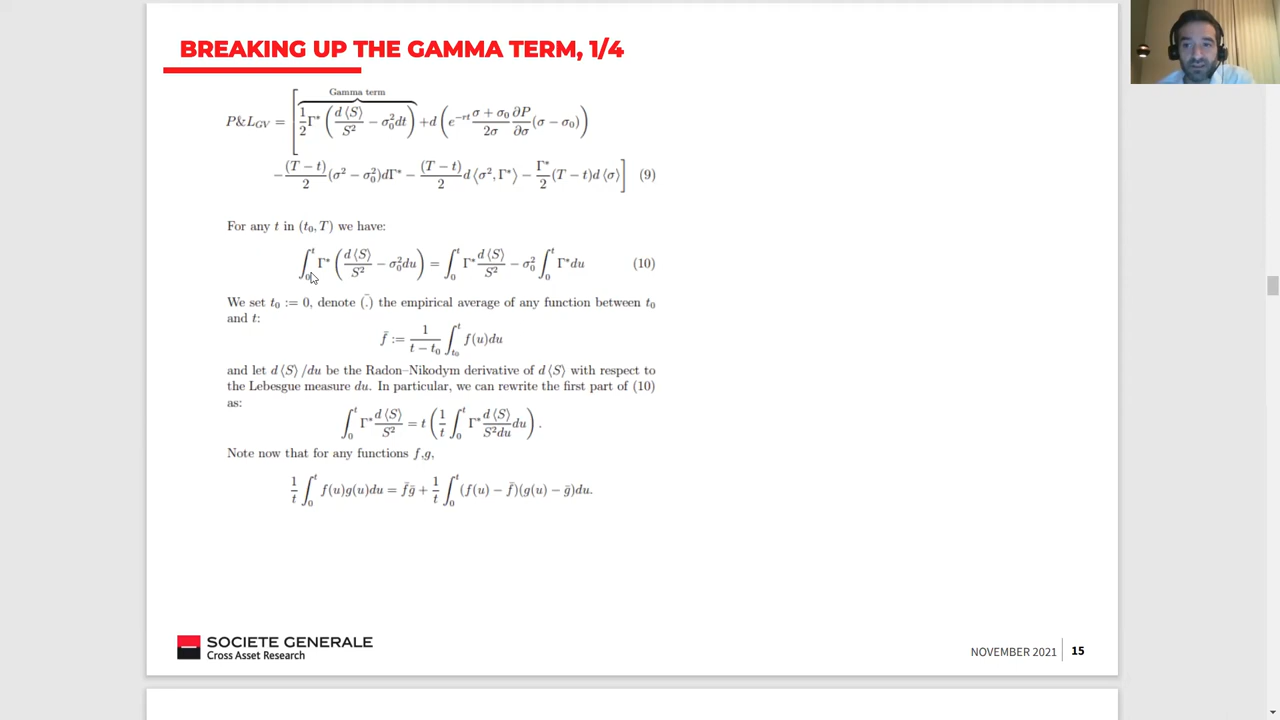 BREAKING UP THE GAMMA TERM, 1/4
Gamma term
P&L_{GV} = [ 1/2 Γ* ( d⟨S⟩/S² − σ₀²dt ) + d ( e^{−rt} (σ + σ₀)/2σ ∂P/∂σ (σ − σ₀) )
− (T − t)/2 (σ² − σ₀²)dΓ* − (T − t)/2 d⟨σ², Γ*⟩ − Γ*/2 (T − t)d⟨σ⟩ ] (9)
For any t in (t₀, T) we have:
∫₀ᵗ Γ* ( d⟨S⟩/S² − σ₀²du ) = ∫₀ᵗ Γ* d⟨S⟩/S² − σ₀² ∫₀ᵗ Γ*du (10)
We set t₀ := 0, denote (.̄) the empirical average of any function between t₀
and t:
f̄ := 1/(t − t₀) ∫_{t₀}^t f(u)du
and let d⟨S⟩/du be the Radon–Nikodym derivative of d⟨S⟩ with respect to
the Lebesgue measure du. In particular, we can rewrite the first part of (10)
as:
∫₀ᵗ Γ* d⟨S⟩/S² = t ( 1/t ∫₀ᵗ Γ* d⟨S⟩/S²du du ).
Note now that for any functions f,g,
1/t ∫₀ᵗ f(u)g(u)du = f̄ḡ + 1/t ∫₀ᵗ (f(u) − f̄)(g(u) − ḡ)du.
SOCIETE GENERALE
Cross Asset Research
NOVEMBER 2021 15